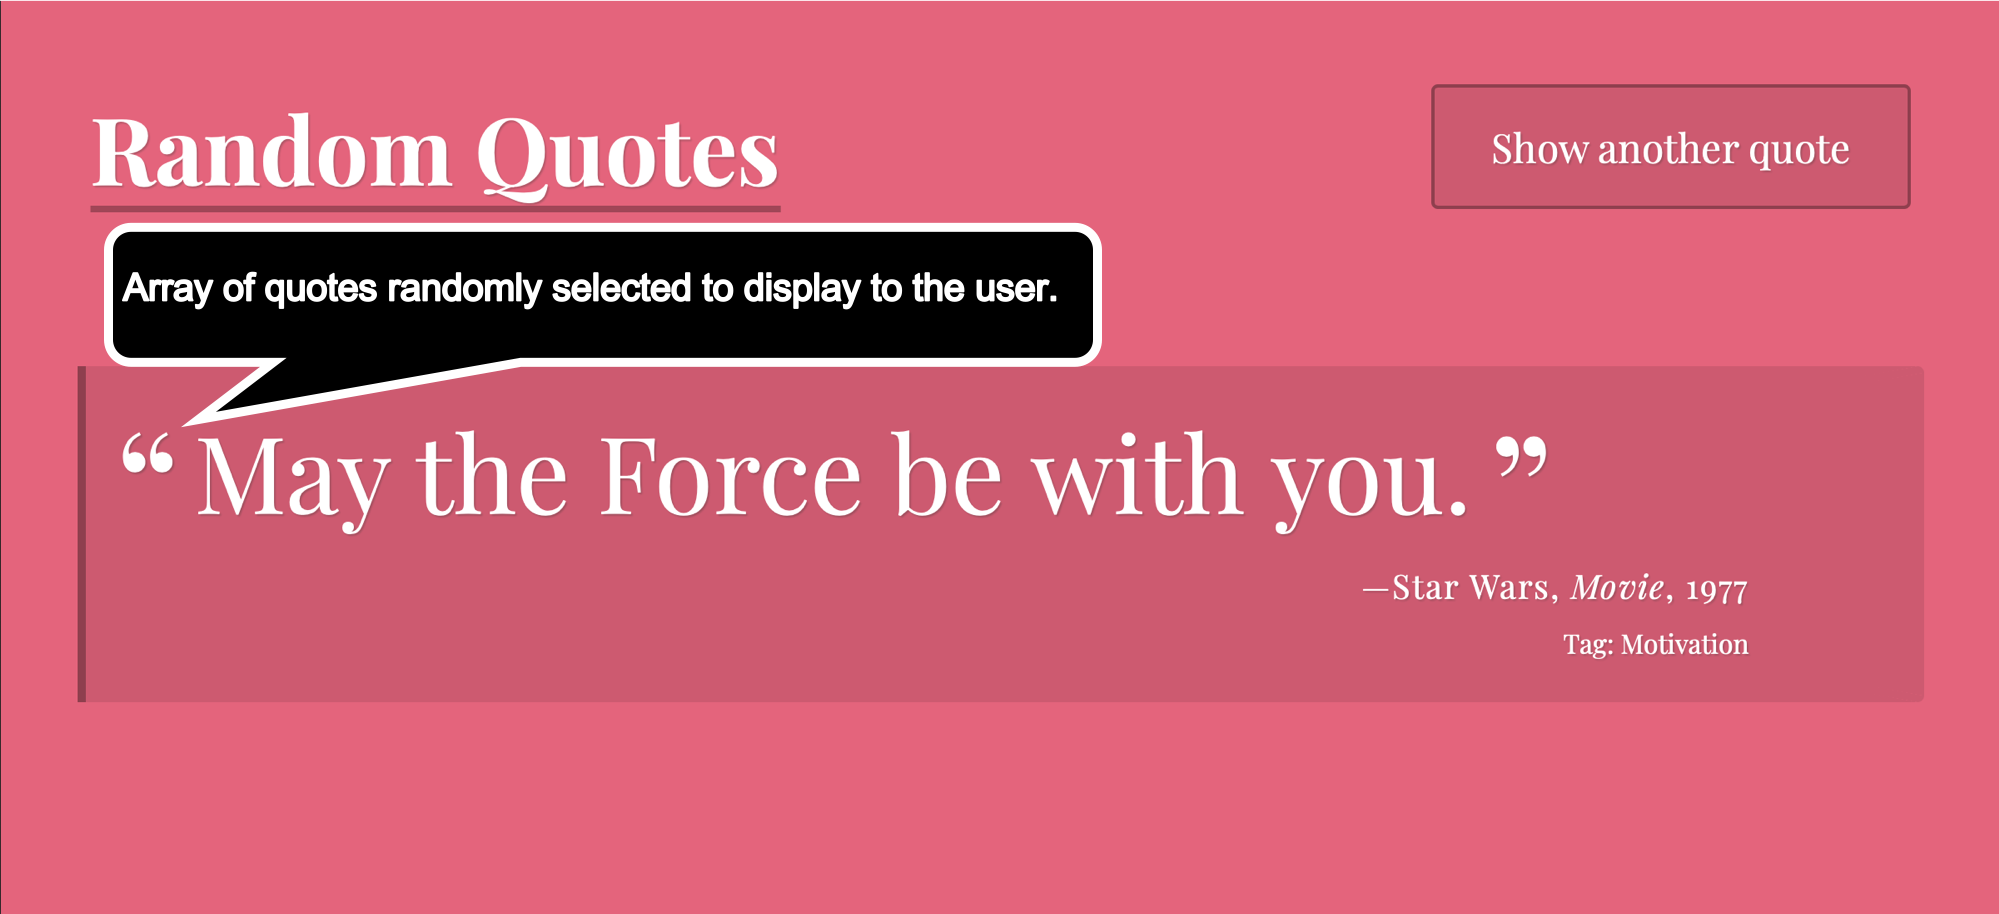 Random Quotes
Show another quote
Array of quotes randomly selected to display to the user.
“ May the Force be with you. ”
—Star Wars, Movie, 1977
Tag: Motivation